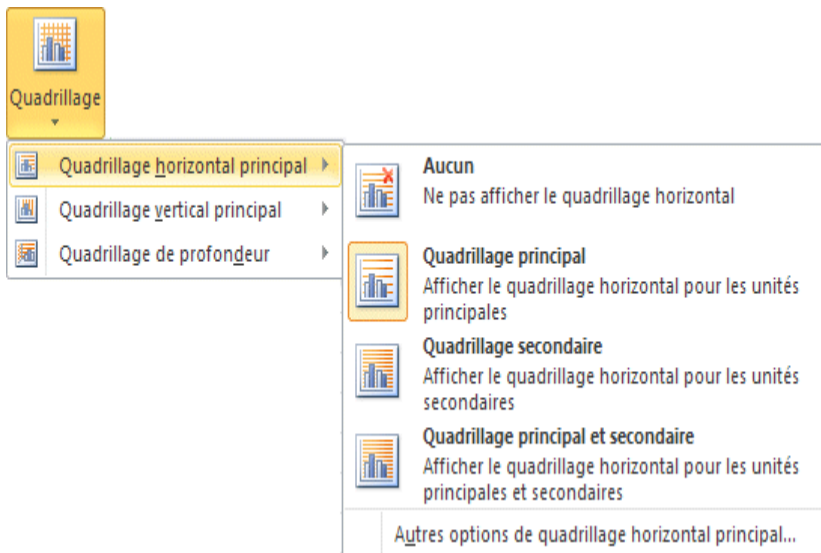 Quadrillage
Quadrillage horizontal principal
Quadrillage vertical principal
Quadrillage de profondeur
Aucun
Ne pas afficher le quadrillage horizontal
Quadrillage principal
Afficher le quadrillage horizontal pour les unités
principales
Quadrillage secondaire
Afficher le quadrillage horizontal pour les unités
secondaires
Quadrillage principal et secondaire
Afficher le quadrillage horizontal pour les unités
principales et secondaires
Autres options de quadrillage horizontal principal...